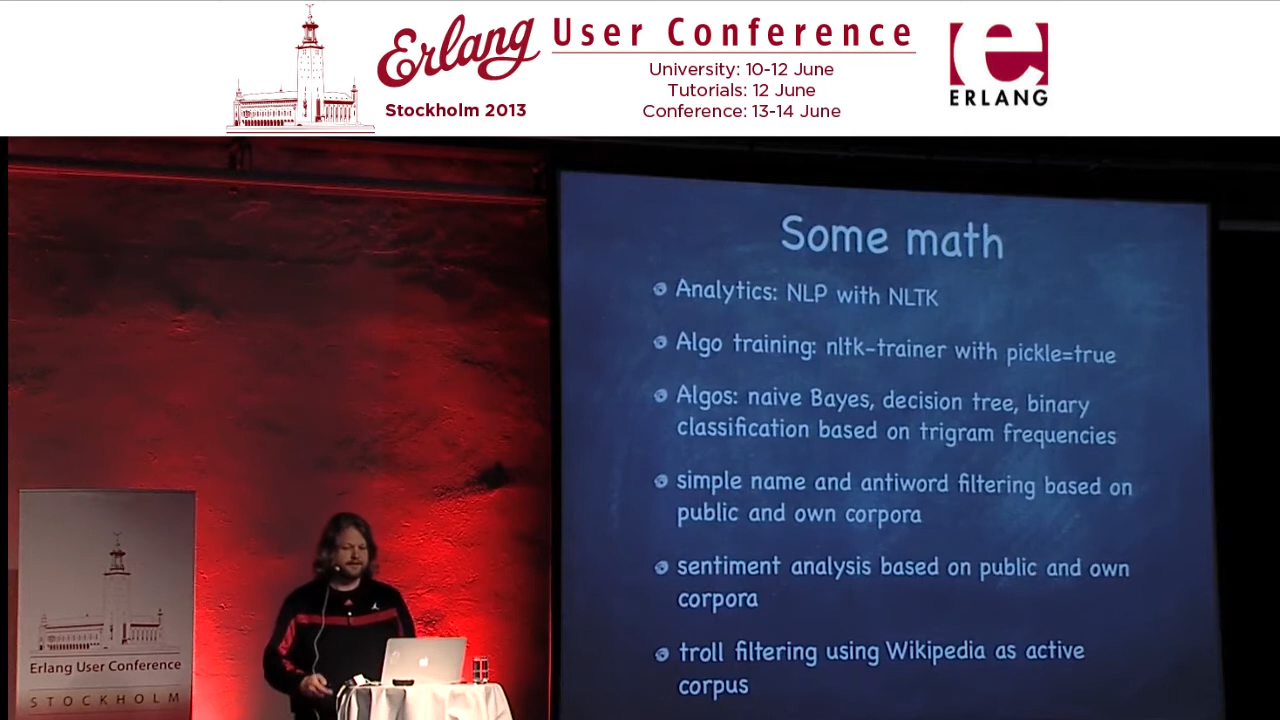 Erlang User Conference
Stockholm 2013
University: 10-12 June
Tutorials: 12 June
Conference: 13-14 June
e
ERLANG
Some math
Analytics: NLP with NLTK
Algo training: nltk-trainer with pickle=true
Algos: naive Bayes, decision tree, binary
classification based on trigram frequencies
simple name and antiword filtering based on
public and own corpora
sentiment analysis based on public and own
corpora
troll filtering using Wikipedia as active
corpus
Erlang User Conference
STOCKHOLM